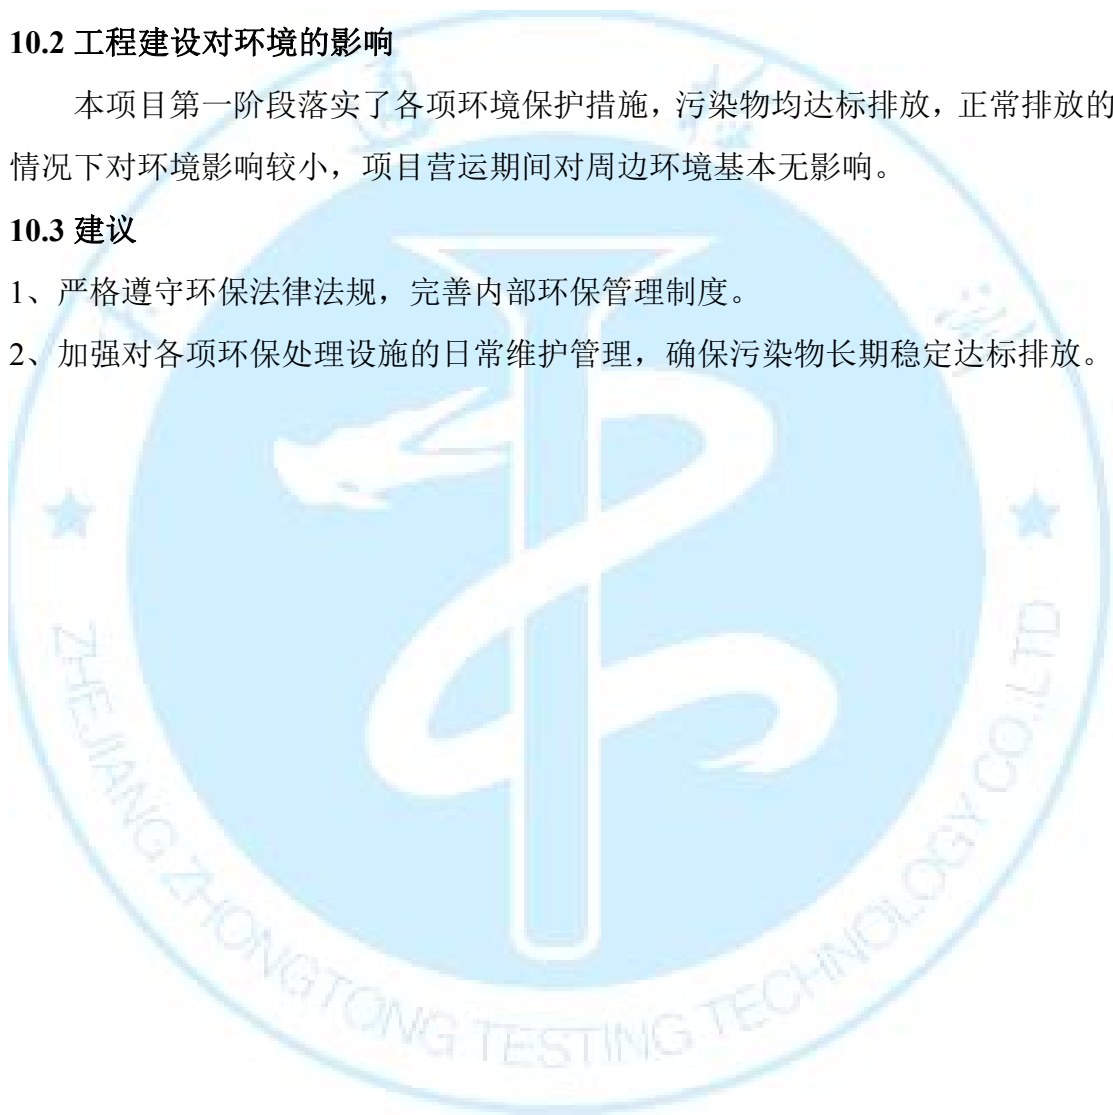 10.2 工程建设对环境的影响
本项目第一阶段落实了各项环境保护措施，污染物均达标排放，正常排放的
情况下对环境影响较小，项目营运期间对周边环境基本无影响。
10.3 建议
1、严格遵守环保法律法规，完善内部环保管理制度。
2、加强对各项环保处理设施的日常维护管理，确保污染物长期稳定达标排放。
ZHEJIANG ZHONGTONG TESTING TECHNOLOGY CO.,LTD